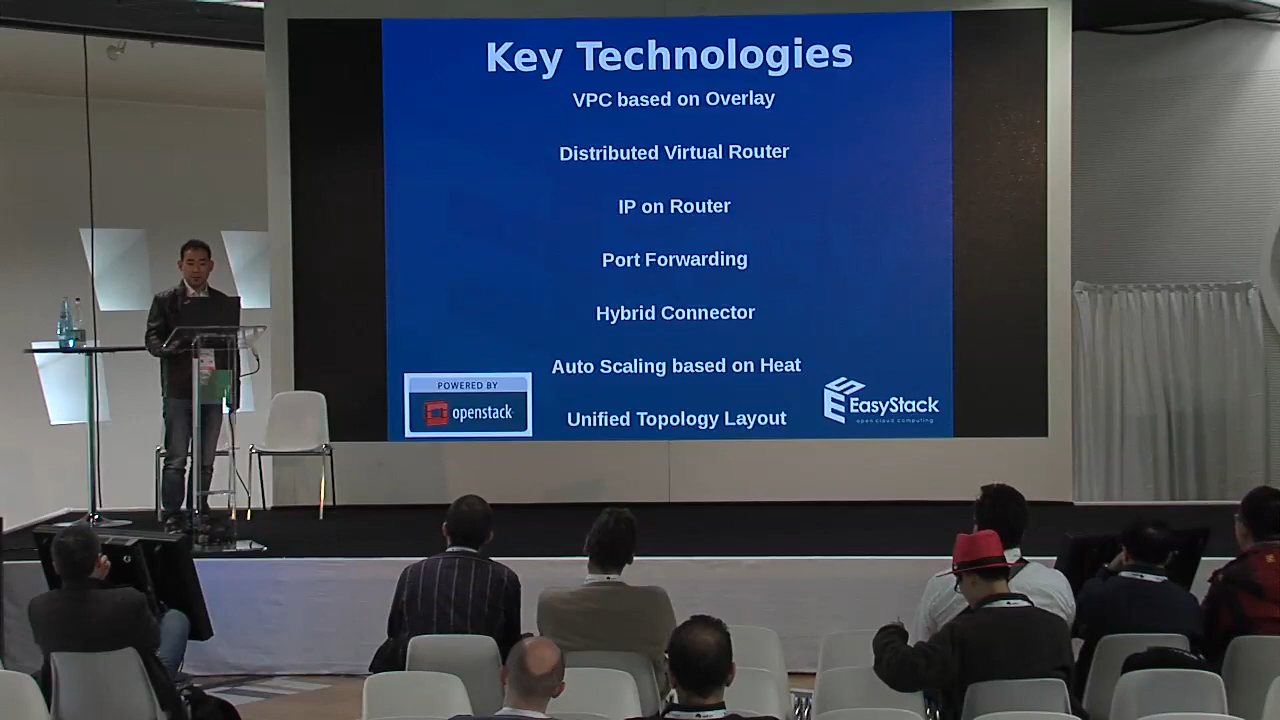 Key Technologies
VPC based on Overlay
Distributed Virtual Router
IP on Router
Port Forwarding
Hybrid Connector
Auto Scaling based on Heat
Unified Topology Layout
POWERED BY
openstack
EasyStack
open cloud computing